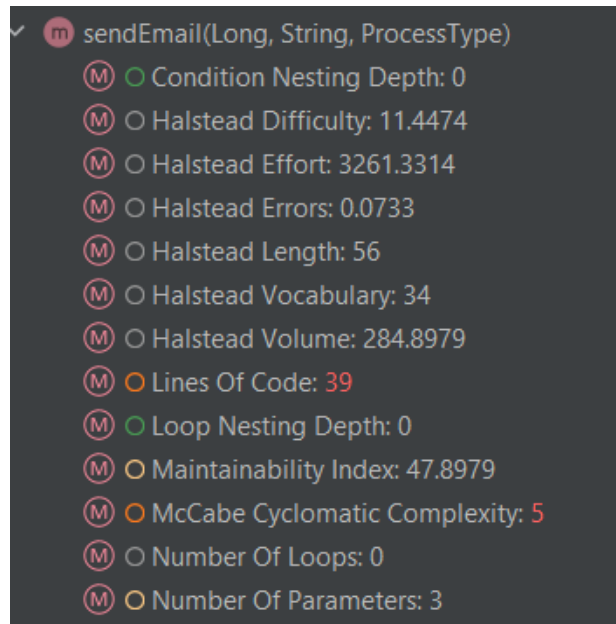 m sendEmail(Long, String, ProcessType)
M Condition Nesting Depth: 0
M Halstead Difficulty: 11.4474
M Halstead Effort: 3261.3314
M Halstead Errors: 0.0733
M Halstead Length: 56
M Halstead Vocabulary: 34
M Halstead Volume: 284.8979
M Lines Of Code: 39
M Loop Nesting Depth: 0
M Maintainability Index: 47.8979
M McCabe Cyclomatic Complexity: 5
M Number Of Loops: 0
M Number Of Parameters: 3